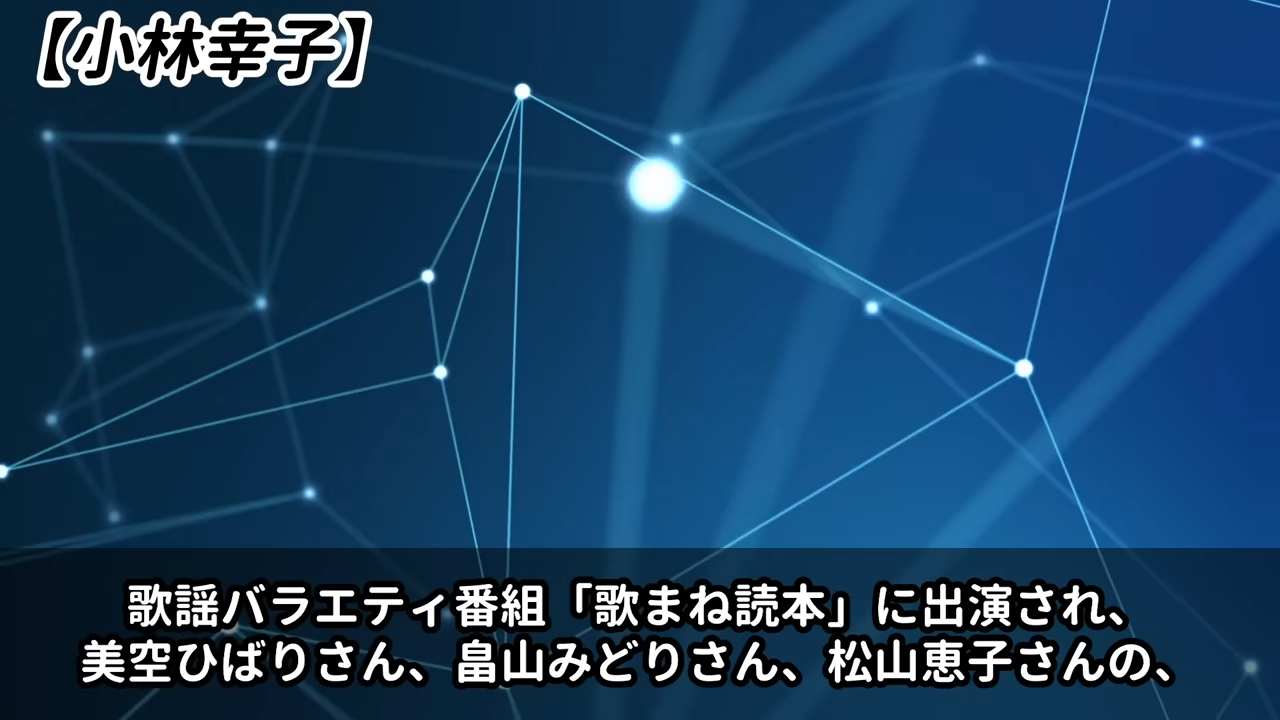 【小林幸子】
歌謡バラエティ番組「歌まね読本」に出演され、
美空ひばりさん、畠山みどりさん、松山恵子さんの、